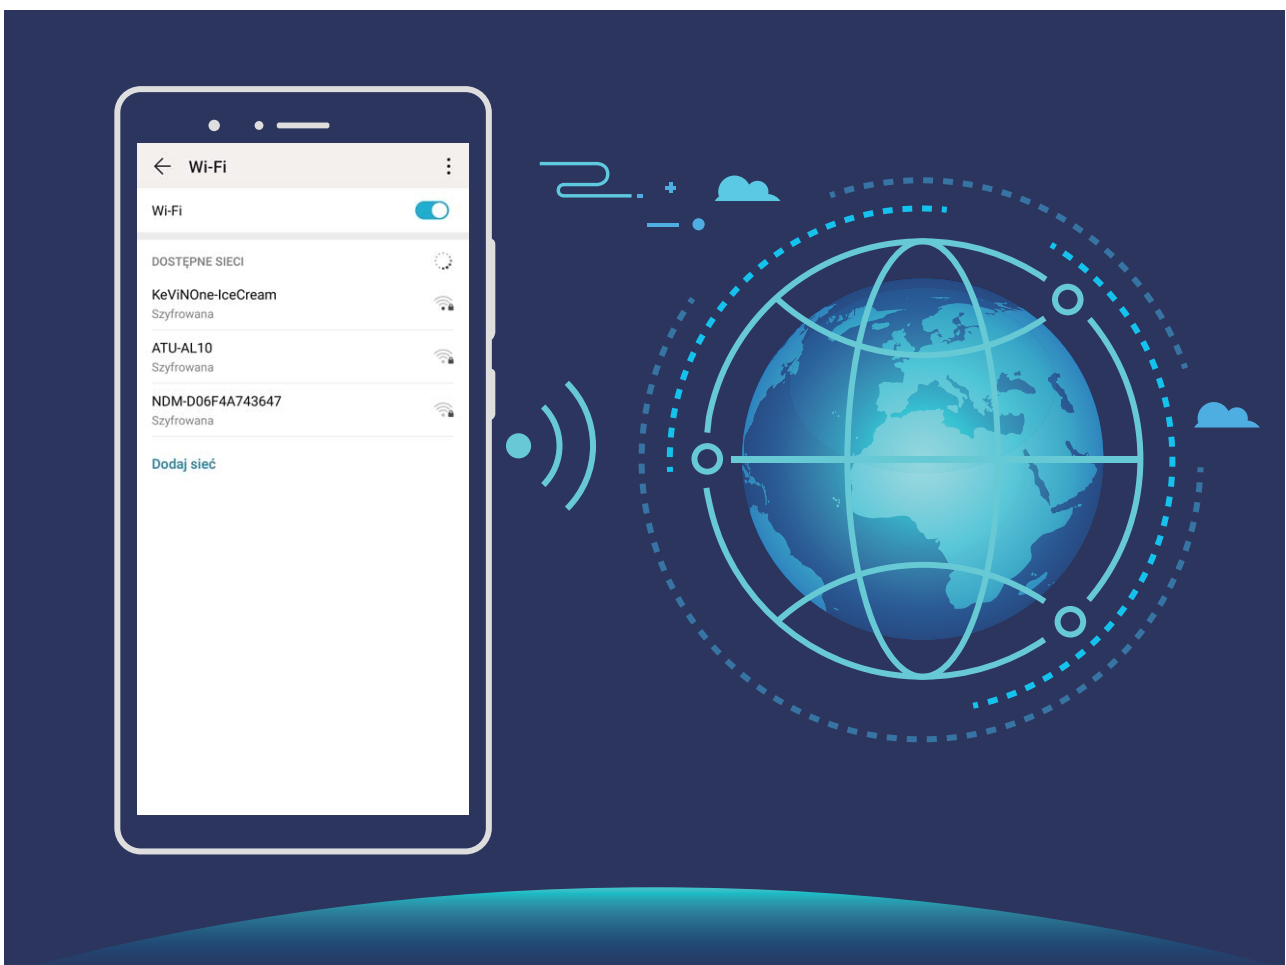 Wi-Fi
Wi-Fi
DOSTĘPNE SIECI
KeViNOne-IceCream
Szyfrowana
ATU-AL10
Szyfrowana
NDM-D06F4A743647
Szyfrowana
Dodaj sieć